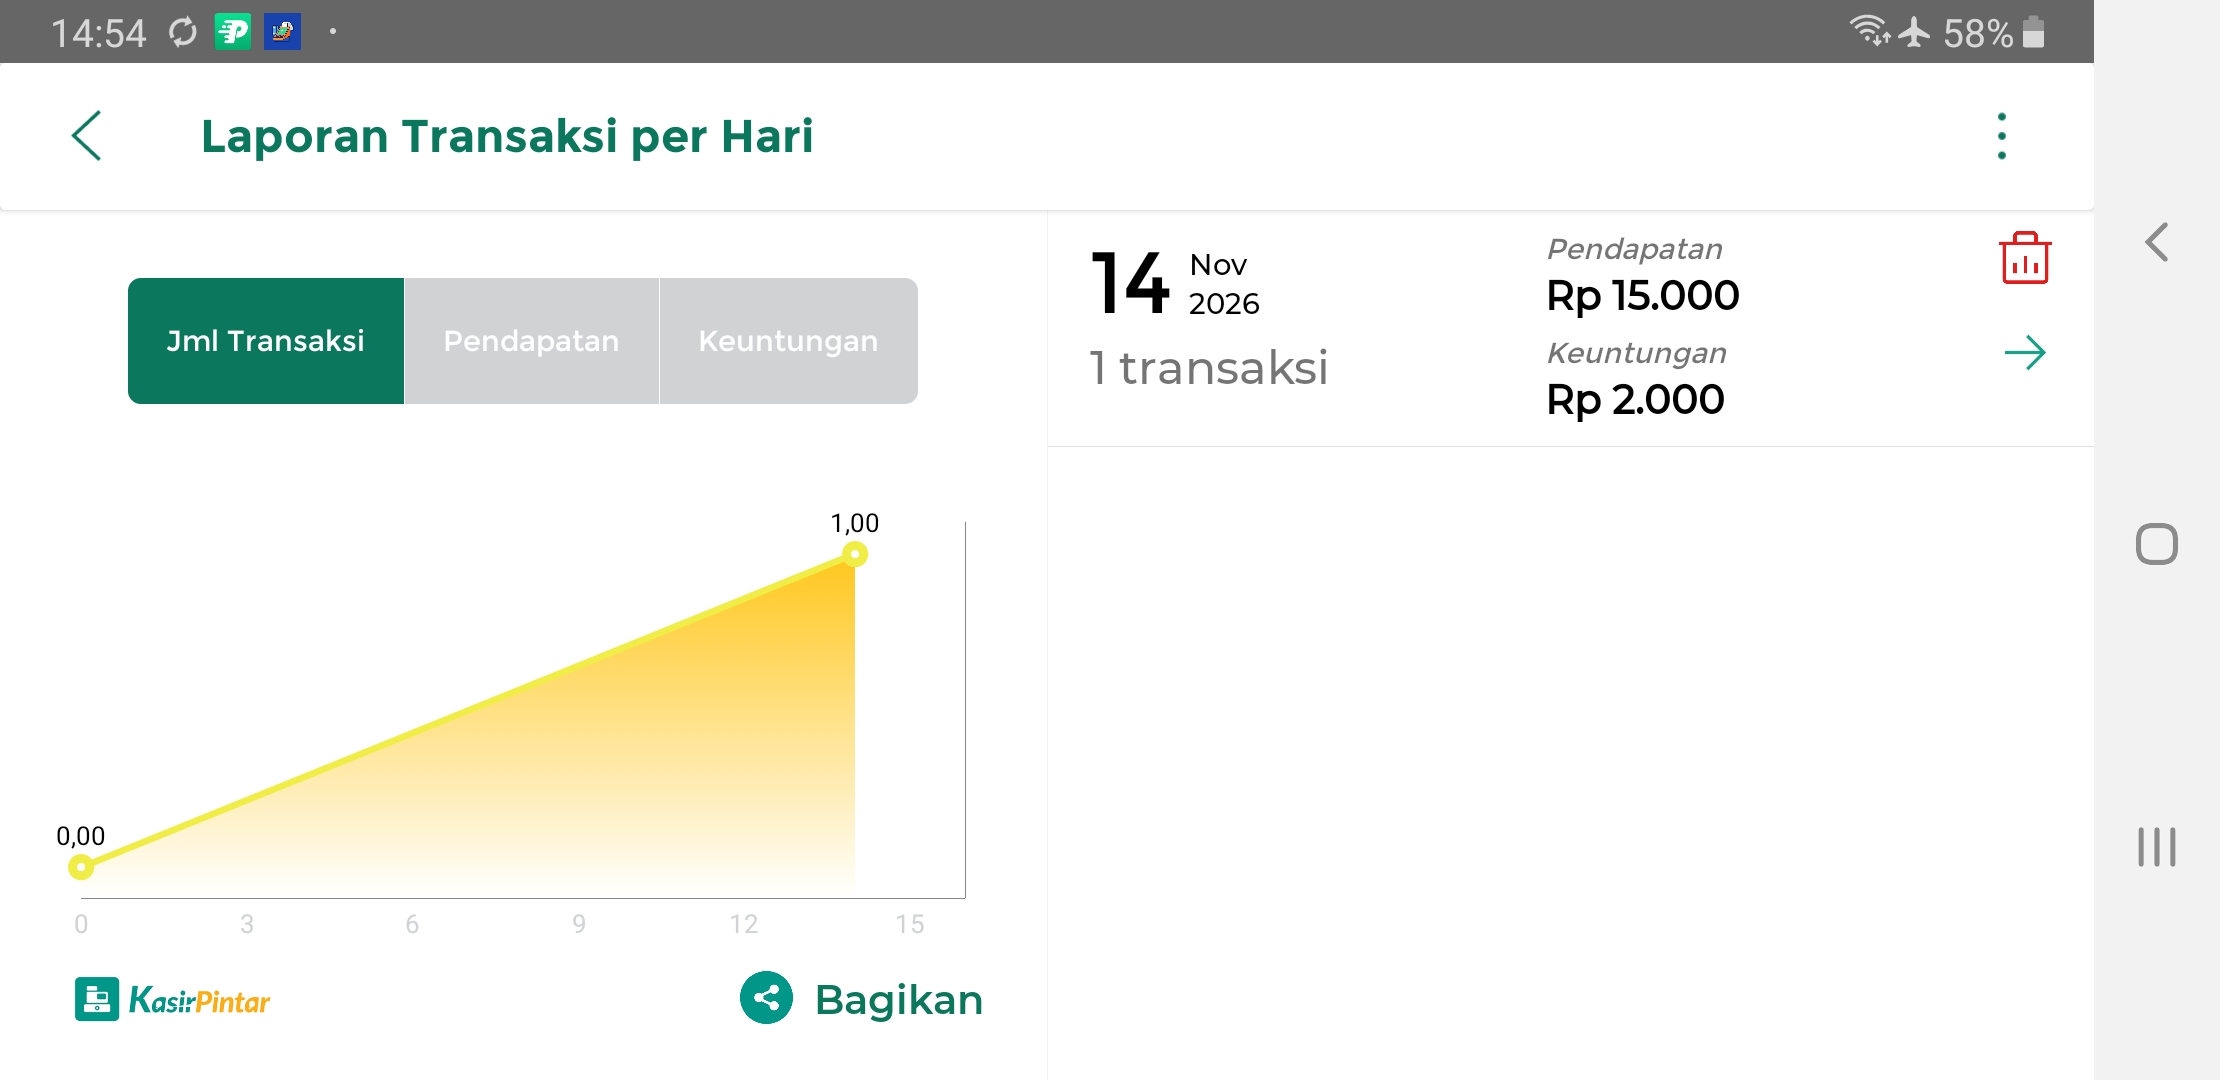 14:54
58%
Laporan Transaksi per Hari
Jml Transaksi
Pendapatan
Keuntungan
1,00
0,00
0 3 6 9 12 15
KasirPintar
Bagikan
14 Nov 2026
1 transaksi
Pendapatan
Rp 15.000
Keuntungan
Rp 2.000